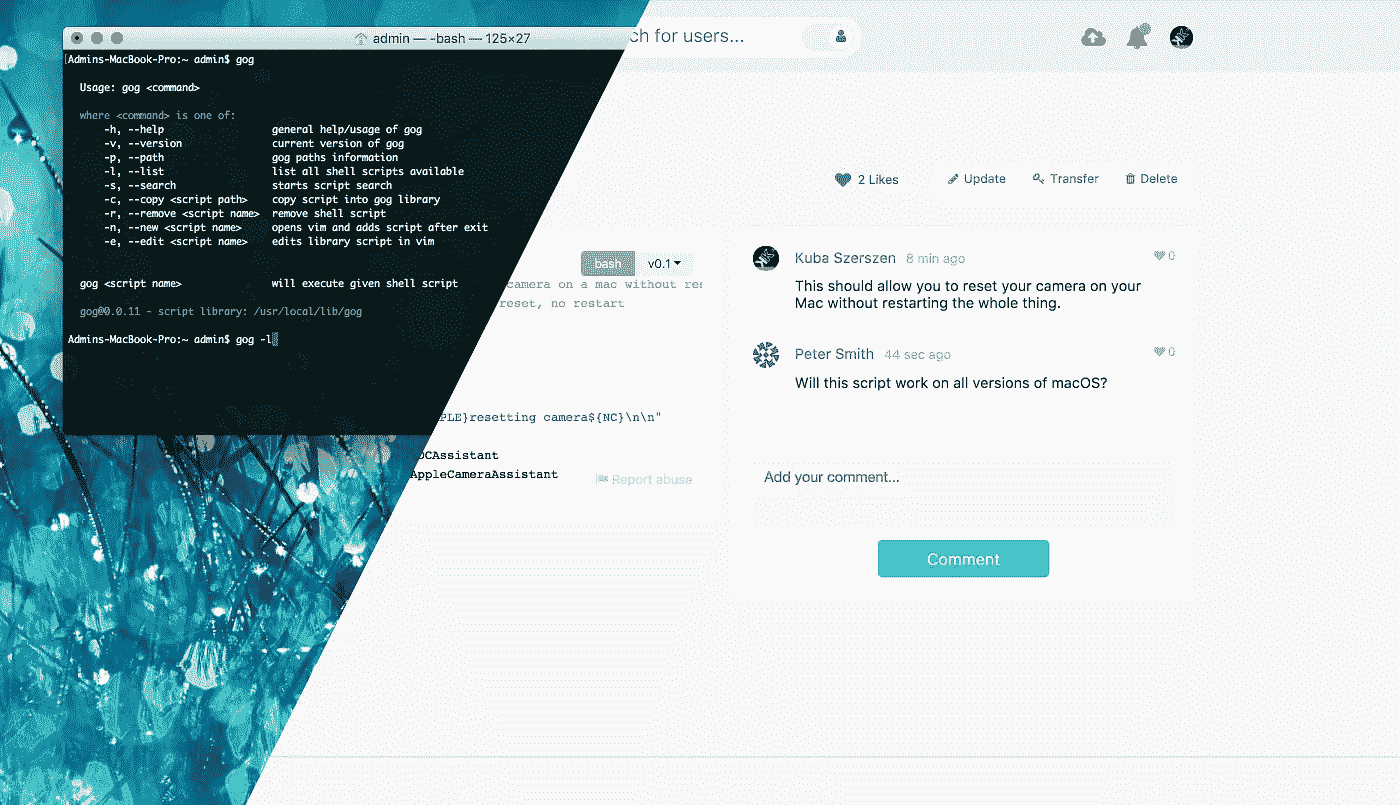 admin — -bash — 125×27
[Admins-MacBook-Pro:~ admin$ gog
Usage: gog <command>
where <command> is one of:
-h, --help general help/usage of gog
-v, --version current version of gog
-p, --path gog paths information
-l, --list list all shell scripts available
-s, --search starts script search
-c, --copy <script path> copy script into gog library
-r, --remove <script name> remove shell script
-n, --new <script name> opens vim and adds script after exit
-e, --edit <script name> edits library script in vim
gog <script name> will execute given shell script
gog@0.0.11 - script library: /usr/local/lib/gog
Admins-MacBook-Pro:~ admin$ gog -l
ch for users...
2 Likes Update Transfer Delete
bash v0.1
camera on a mac without res
reset, no restart
PLE}resetting camera${NC}\n\n"
DCAssistant
AppleCameraAssistant
Report abuse
Kuba Szerszen 8 min ago 0
This should allow you to reset your camera on your
Mac without restarting the whole thing.
Peter Smith 44 sec ago 0
Will this script work on all versions of macOS?
Add your comment...
Comment